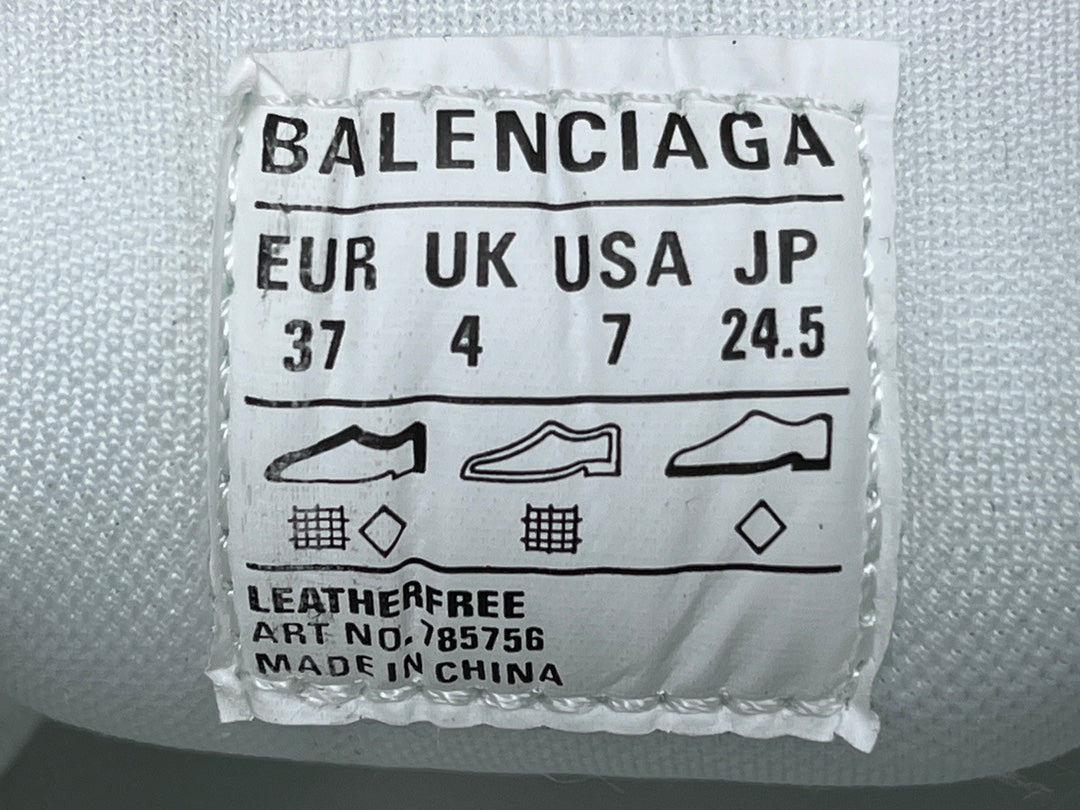 BALENCIAGA
EUR UK USA JP
37 4 7 24.5
LEATHERFREE
ART NO. 785756
MADE IN CHINA